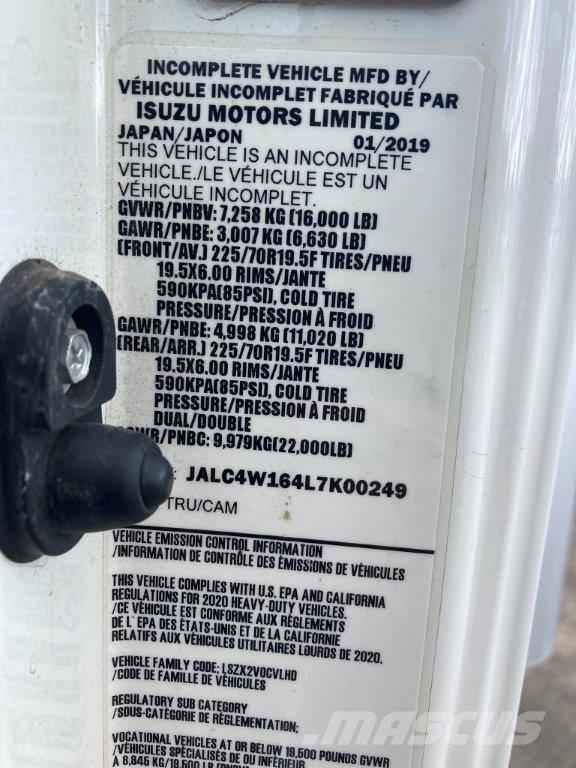 INCOMPLETE VEHICLE MFD BY/
VÉHICULE INCOMPLET FABRIQUÉ PAR
ISUZU MOTORS LIMITED
JAPAN/JAPON 01/2019
THIS VEHICLE IS AN INCOMPLETE
VEHICLE./LE VÉHICULE EST UN
VÉHICULE INCOMPLET.
GVWR/PNBV: 7,258 KG (16,000 LB)
GAWR/PNBE: 3,007 KG (6,630 LB)
(FRONT/AV.) 225/70R19.5F TIRES/PNEU
19.5X6.00 RIMS/JANTE
590KPA(85PSI), COLD TIRE
PRESSURE/PRESSION À FROID
GAWR/PNBE: 4,998 KG (11,020 LB)
(REAR/ARR.) 225/70R19.5F TIRES/PNEU
19.5X6.00 RIMS/JANTE
590KPA(85PSI), COLD TIRE
PRESSURE/PRESSION À FROID
DUAL/DOUBLE
WR/PNBC: 9,979KG(22,000LB)
: JALC4W164L7K00249
TRU/CAM
VEHICLE EMISSION CONTROL INFORMATION
/INFORMATION DE CONTRÔLE DES ÉMISSIONS DE VÉHICULES
THIS VEHICLE COMPLIES WITH U.S. EPA AND CALIFORNIA
REGULATIONS FOR 2020 HEAVY-DUTY VEHICLES.
/CE VÉHICULE EST CONFORME AUX RÈGLEMENTS
DE L'EPA DES ÉTATS-UNIS ET DE LA CALIFORNIE
RELATIFS AUX VÉHICULES UTILITAIRES LOURDS DE 2020.
VEHICLE FAMILY CODE: LSZX2VOCVLHD
/CODE DE FAMILLE DE VÉHICULES
REGULATORY SUB CATEGORY
/SOUS-CATÉGORIE DE RÈGLEMENTATION:
VOCATIONAL VEHICLES AT OR BELOW 19,500 POUNDS GVWR
/VÉHICULES SPÉCIALISÉS DE OU INFÉRIEUR
À 8,845 KG/19,500 LB
MASCUS